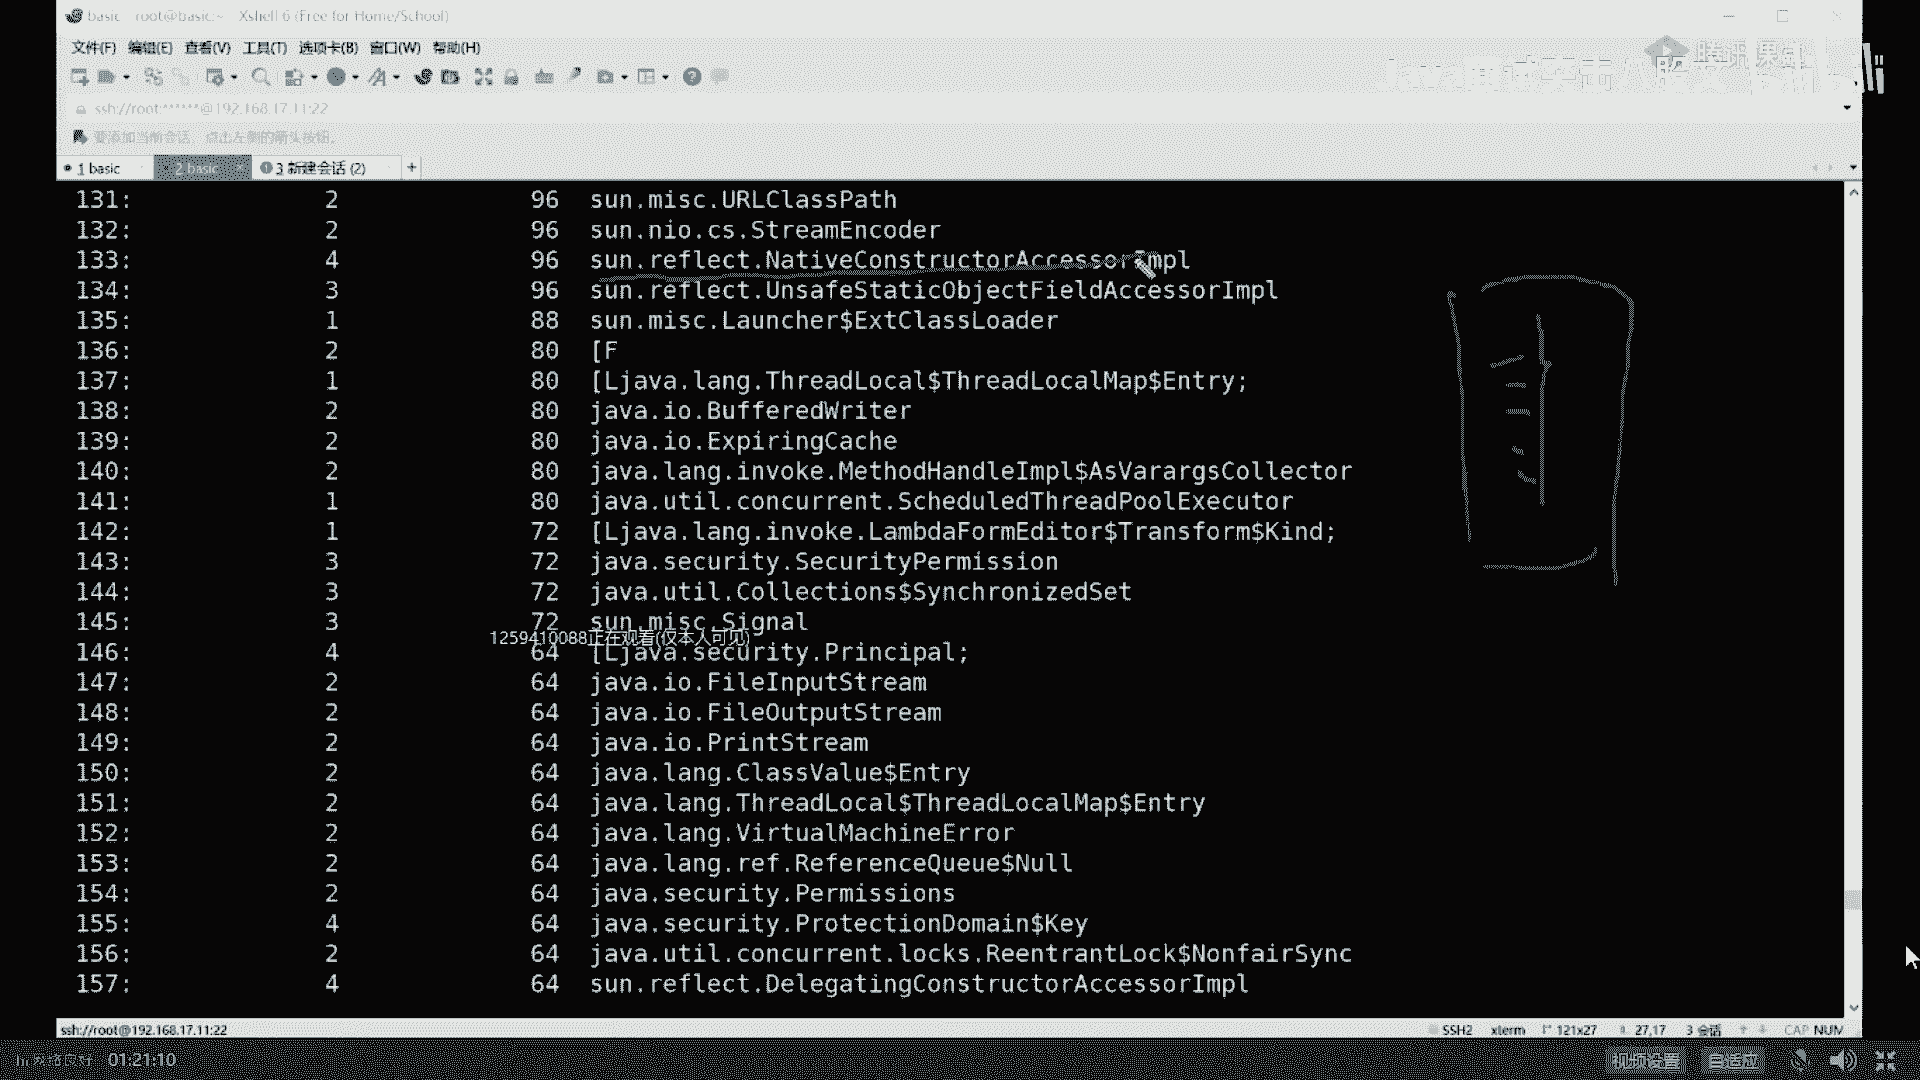 basic root@basic:~ Xshell 6 (Free for Home/School)
文件(F) 编辑(E) 查看(V) 工具(T) 选项卡(B) 窗口(W) 帮助(H)
腾讯课堂
ssh://root:******@192.168.17.11:22
要添加当前会话，点击左侧的箭头按钮。
1 basic 2 basic 3 新建会话 (2) +
131: 2 96 sun.misc.URLClassPath
132: 2 96 sun.nio.cs.StreamEncoder
133: 4 96 sun.reflect.NativeConstructorAccessorImpl
134: 3 96 sun.reflect.UnsafeStaticObjectFieldAccessorImpl
135: 1 88 sun.misc.Launcher$ExtClassLoader
136: 2 80 [F
137: 1 80 [Ljava.lang.ThreadLocal$ThreadLocalMap$Entry;
138: 2 80 java.io.BufferedWriter
139: 2 80 java.io.ExpiringCache
140: 2 80 java.lang.invoke.MethodHandleImpl$AsVarargsCollector
141: 1 80 java.util.concurrent.ScheduledThreadPoolExecutor
142: 1 72 [Ljava.lang.invoke.LambdaFormEditor$Transform$Kind;
143: 3 72 java.security.SecurityPermission
144: 3 72 java.util.Collections$SynchronizedSet
145: 3 72 sun.misc.Signal
1259410088正在观看(仅本人可见)
146: 4 64 [Ljava.security.Principal;
147: 2 64 java.io.FileInputStream
148: 2 64 java.io.FileOutputStream
149: 2 64 java.io.PrintStream
150: 2 64 java.lang.ClassValue$Entry
151: 2 64 java.lang.ThreadLocal$ThreadLocalMap$Entry
152: 2 64 java.lang.VirtualMachineError
153: 2 64 java.lang.ref.ReferenceQueue$Null
154: 2 64 java.security.Permissions
155: 4 64 java.security.ProtectionDomain$Key
156: 2 64 java.util.concurrent.locks.ReentrantLock$NonfairSync
157: 4 64 sun.reflect.DelegatingConstructorAccessorImpl
ssh://root@192.168.17.11:22 SSH2 xterm 121x27 27,17 3 会话 CAP NUM
01:21:10 视频设置 自适应